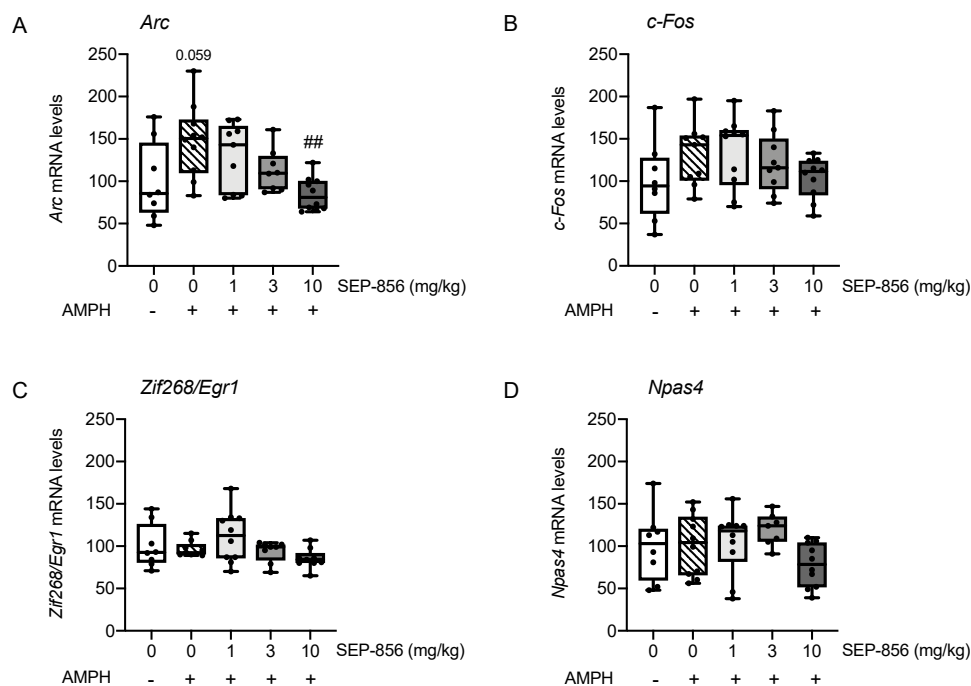 A
Arc
Arc mRNA levels
250
200
150
100
50
0
0.059
##
0 0 1 3 10 SEP-856 (mg/kg)
AMPH - + + + +
B
c-Fos
c-Fos mRNA levels
250
200
150
100
50
0
0 0 1 3 10 SEP-856 (mg/kg)
AMPH - + + + +
C
Zif268/Egr1
Zif268/Egr1 mRNA levels
250
200
150
100
50
0
0 0 1 3 10 SEP-856 (mg/kg)
AMPH - + + + +
D
Npas4
Npas4 mRNA levels
250
200
150
100
50
0
0 0 1 3 10 SEP-856 (mg/kg)
AMPH - + + + +